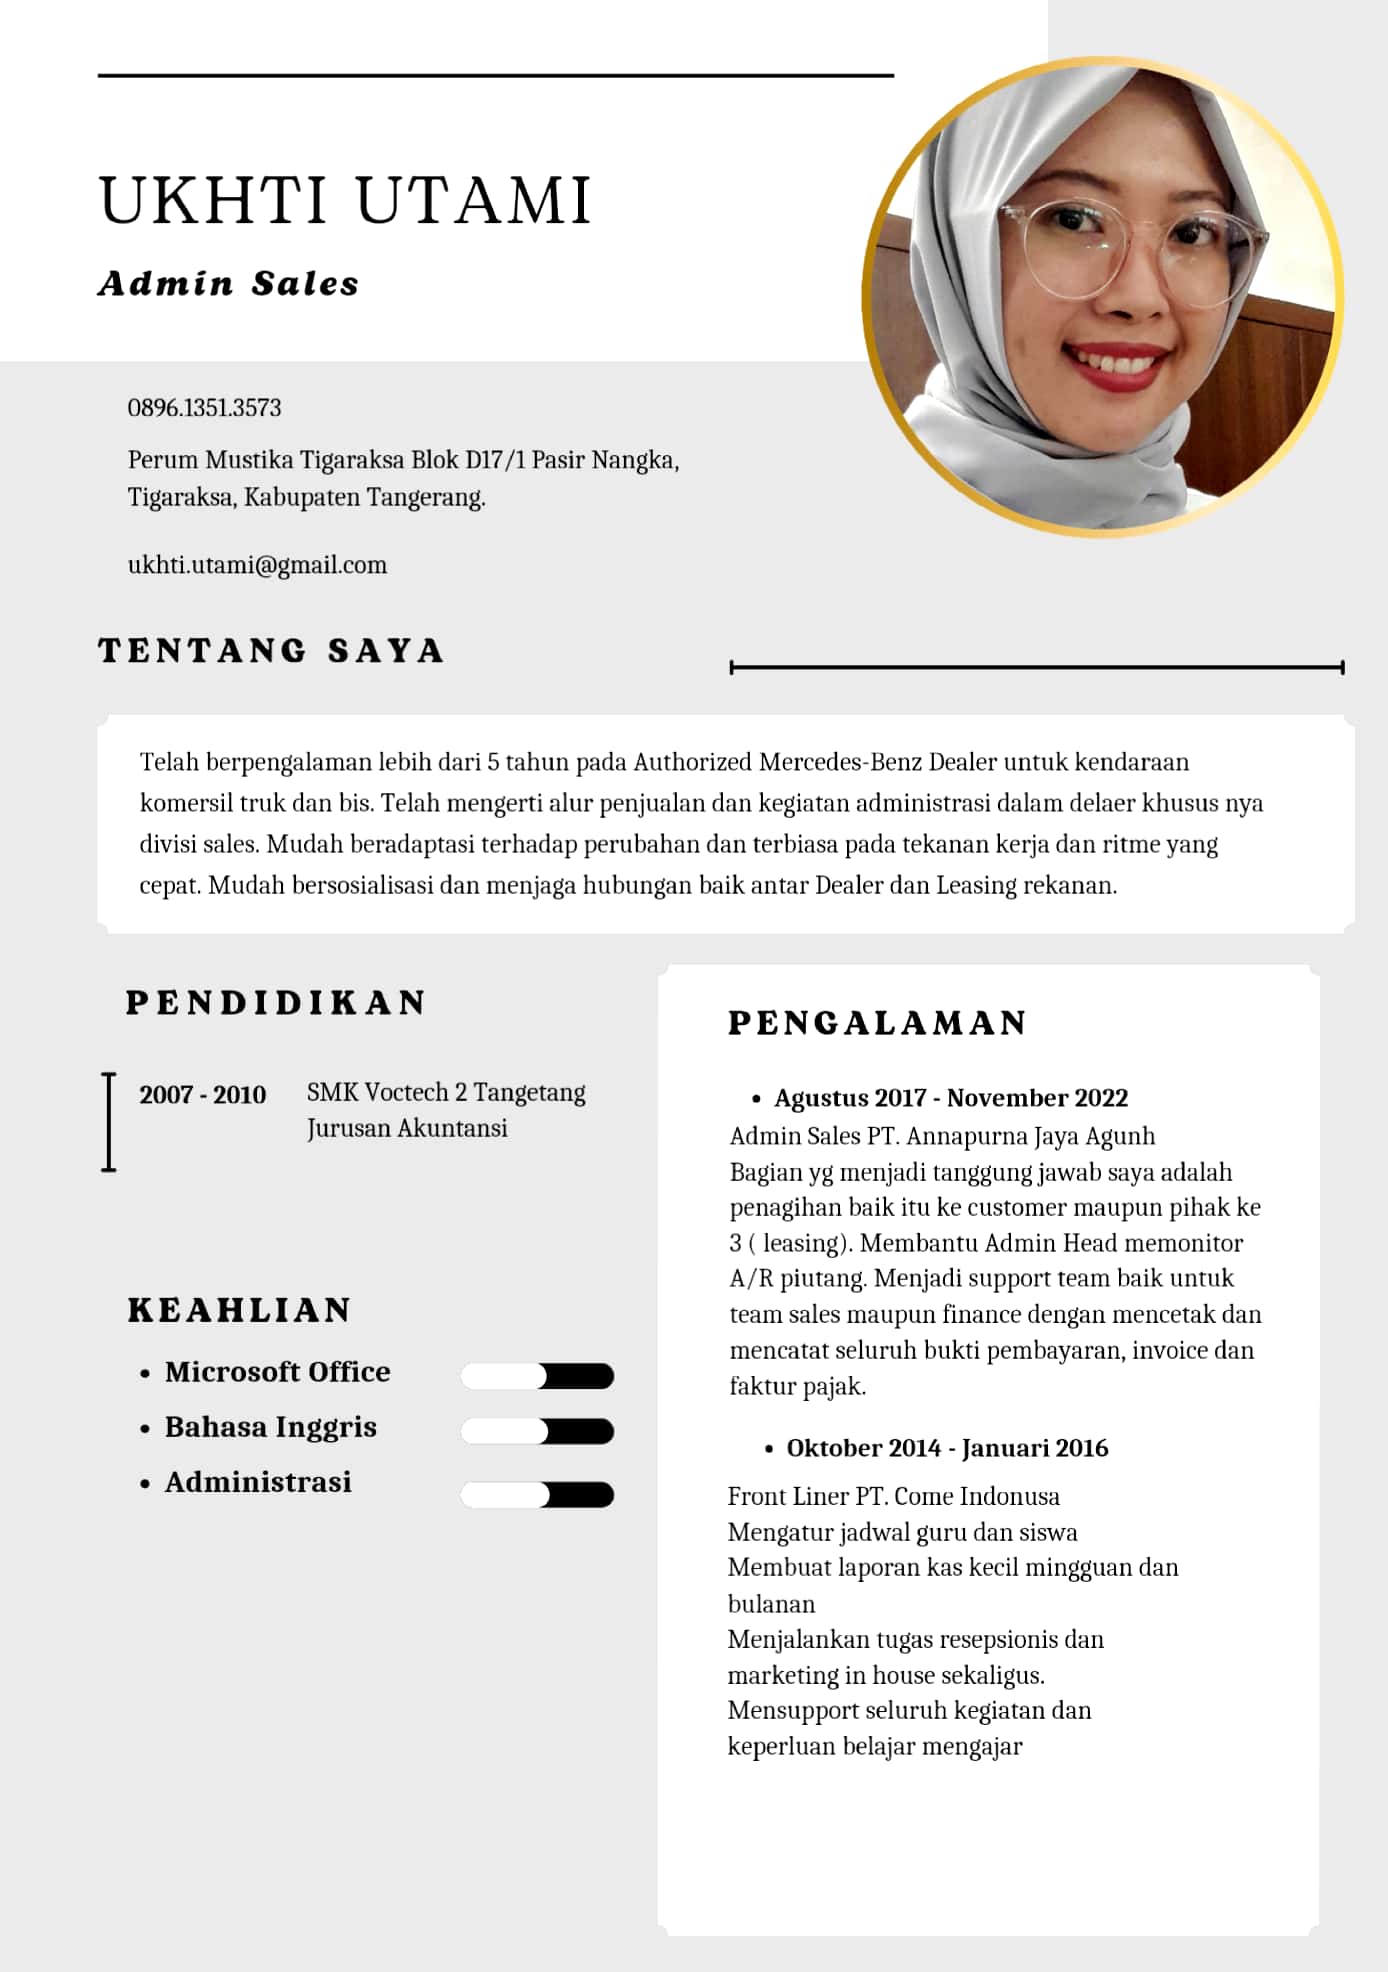 UKHTI UTAMI
Admin Sales
0896.1351.3573
Perum Mustika Tigaraksa Blok D17/1 Pasir Nangka,
Tigaraksa, Kabupaten Tangerang.
ukhti.utami@gmail.com
TENTANG SAYA
Telah berpengalaman lebih dari 5 tahun pada Authorized Mercedes-Benz Dealer untuk kendaraan
komersil truk dan bis. Telah mengerti alur penjualan dan kegiatan administrasi dalam delaer khusus nya
divisi sales. Mudah beradaptasi terhadap perubahan dan terbiasa pada tekanan kerja dan ritme yang
cepat. Mudah bersosialisasi dan menjaga hubungan baik antar Dealer dan Leasing rekanan.
PENDIDIKAN
2007 - 2010 SMK Voctech 2 Tangetang
Jurusan Akuntansi
KEAHLIAN
• Microsoft Office
• Bahasa Inggris
• Administrasi
PENGALAMAN
• Agustus 2017 - November 2022
Admin Sales PT. Annapurna Jaya Agunh
Bagian yg menjadi tanggung jawab saya adalah
penagihan baik itu ke customer maupun pihak ke
3 ( leasing). Membantu Admin Head memonitor
A/R piutang. Menjadi support team baik untuk
team sales maupun finance dengan mencetak dan
mencatat seluruh bukti pembayaran, invoice dan
faktur pajak.
• Oktober 2014 - Januari 2016
Front Liner PT. Come Indonusa
Mengatur jadwal guru dan siswa
Membuat laporan kas kecil mingguan dan
bulanan
Menjalankan tugas resepsionis dan
marketing in house sekaligus.
Mensupport seluruh kegiatan dan
keperluan belajar mengajar